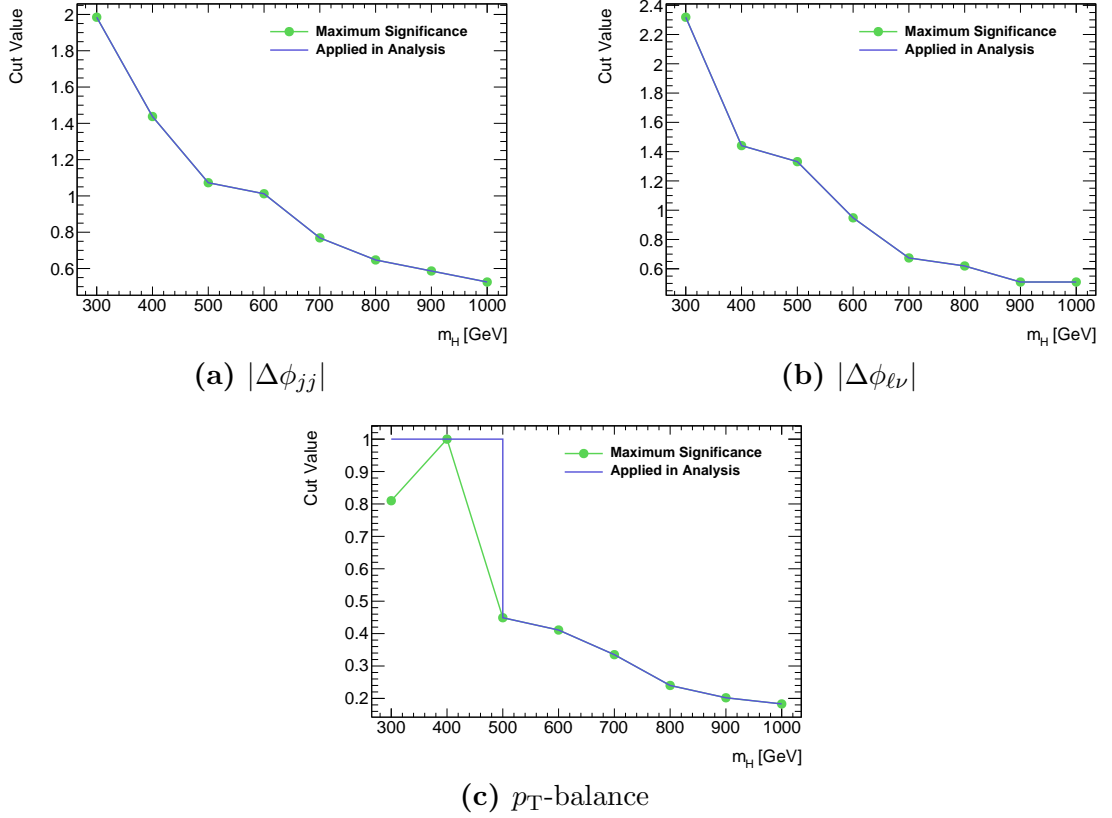 Cut Value
2
1.8
1.6
1.4
1.2
1
0.8
0.6
Maximum Significance
Applied in Analysis
300 400 500 600 700 800 900 1000
m_H [GeV]
(a) |Δϕ_{jj}|
Cut Value
2.4
2.2
2
1.8
1.6
1.4
1.2
1
0.8
0.6
Maximum Significance
Applied in Analysis
300 400 500 600 700 800 900 1000
m_H [GeV]
(b) |Δϕ_{ℓν}|
Cut Value
1
0.9
0.8
0.7
0.6
0.5
0.4
0.3
0.2
Maximum Significance
Applied in Analysis
300 400 500 600 700 800 900 1000
m_H [GeV]
(c) p_T-balance